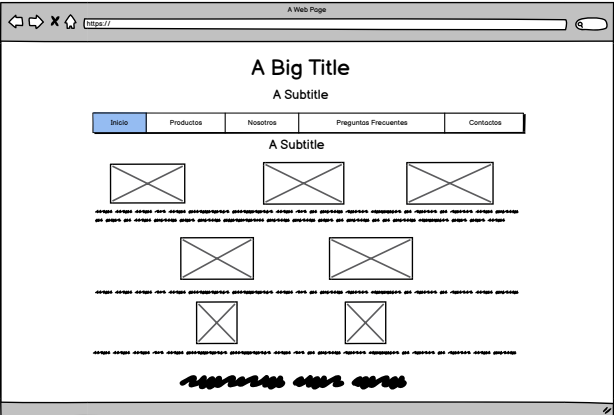 A Web Page
https://
A Big Title
A Subtitle
Inicio Productos Nosotros Preguntas Frecuentes Contactos
A Subtitle